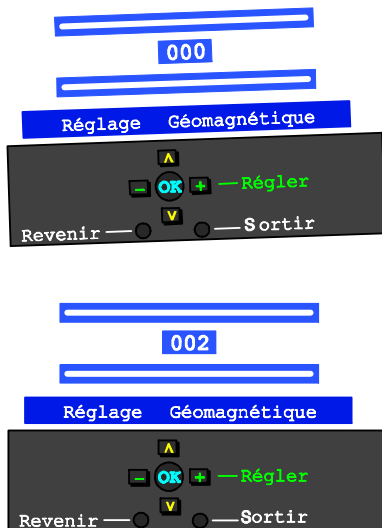 000
Réglage Géomagnétique
ʌ
- OK + Régler
v
Revenir Sortir
002
Réglage Géomagnétique
ʌ
- OK + Régler
v
Revenir Sortir